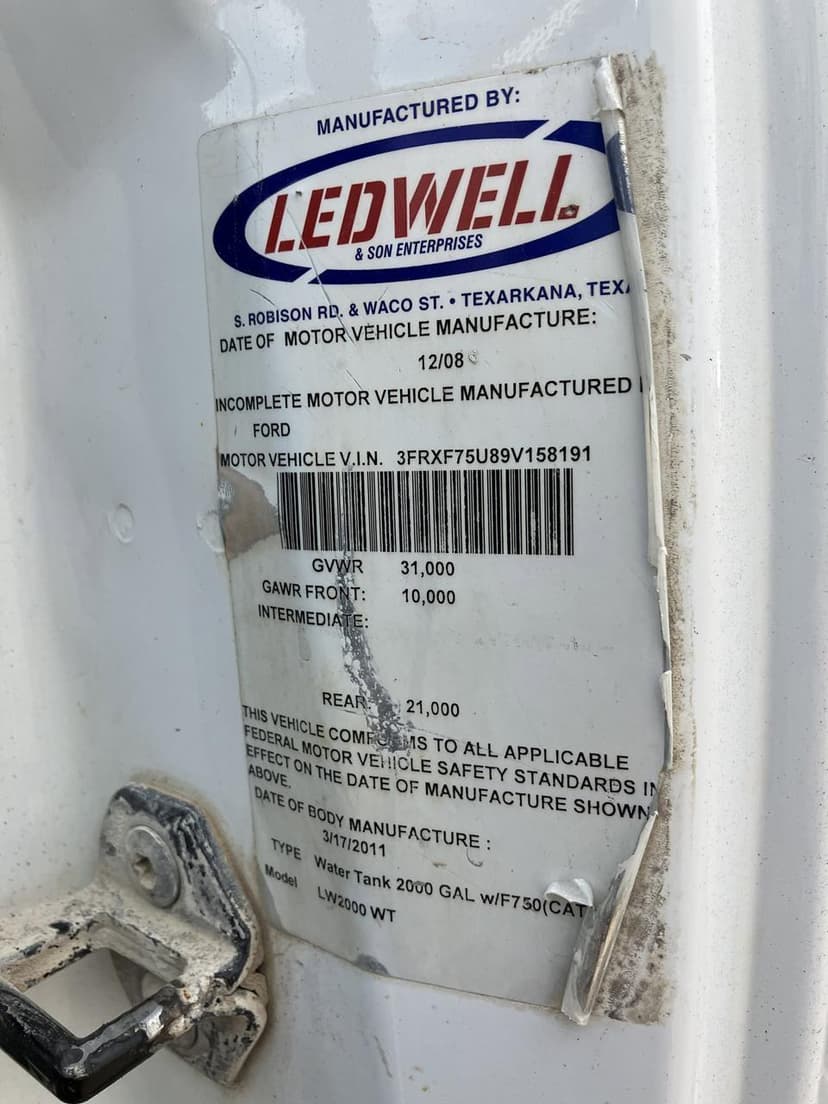 MANUFACTURED BY:
LEDWELL
& SON ENTERPRISES
S. ROBISON RD. & WACO ST. • TEXARKANA, TEXA
DATE OF MOTOR VEHICLE MANUFACTURE:
12/08
INCOMPLETE MOTOR VEHICLE MANUFACTURED
FORD
MOTOR VEHICLE V.I.N. 3FRXF75U89V158191
GVWR 31,000
GAWR FRONT: 10,000
INTERMEDIATE:
REAR 21,000
THIS VEHICLE COMFORMS TO ALL APPLICABLE
FEDERAL MOTOR VEHICLE SAFETY STANDARDS IN
EFFECT ON THE DATE OF MANUFACTURE SHOWN
ABOVE.
DATE OF BODY MANUFACTURE :
3/17/2011
TYPE Water Tank 2000 GAL w/F750(CAT
Model LW2000 WT